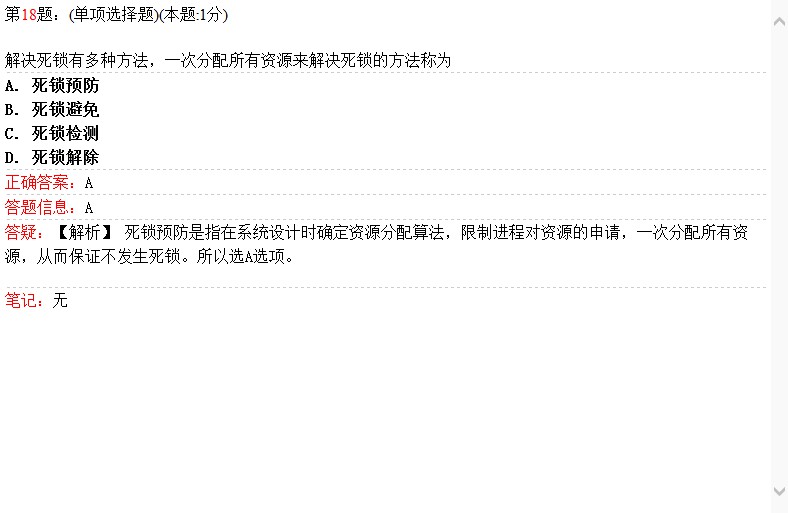 第18题：(单项选择题)(本题:1分)
解决死锁有多种方法，一次分配所有资源来解决死锁的方法称为
A. 死锁预防
B. 死锁避免
C. 死锁检测
D. 死锁解除
正确答案：A
答题信息：A
答疑：【解析】 死锁预防是指在系统设计时确定资源分配算法，限制进程对资源的申请，一次分配所有资
源，从而保证不发生死锁。所以选A选项。
笔记：无